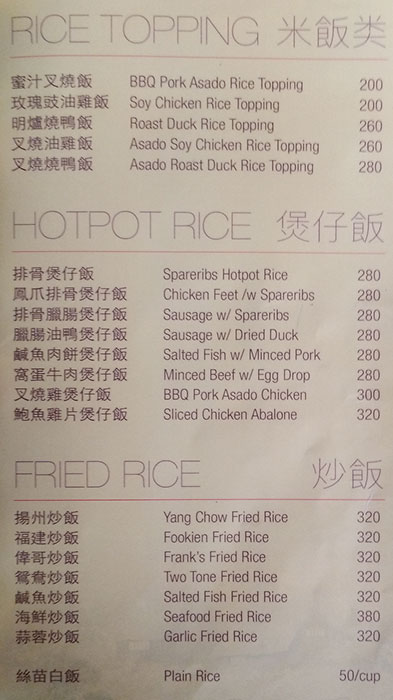 RICE TOPPING 米飯类
蜜汁叉燒飯 BBQ Pork Asado Rice Topping 200
玫瑰豉油雞飯 Soy Chicken Rice Topping 200
明爐燒鴨飯 Roast Duck Rice Topping 260
叉燒油雞飯 Asado Soy Chicken Rice Topping 260
叉燒燒鴨飯 Asado Roast Duck Rice Topping 280
HOTPOT RICE 煲仔飯
排骨煲仔飯 Spareribs Hotpot Rice 280
鳳爪排骨煲仔飯 Chicken Feet /w Spareribs 280
排骨臘腸煲仔飯 Sausage w/ Spareribs 280
臘腸油鴨煲仔飯 Sausage w/ Dried Duck 280
鹹魚肉餅煲仔飯 Salted Fish w/ Minced Pork 280
窩蛋牛肉煲仔飯 Minced Beef w/ Egg Drop 280
叉燒雞煲仔飯 BBQ Pork Asado Chicken 300
鮑魚雞片煲仔飯 Sliced Chicken Abalone 320
FRIED RICE 炒飯
揚州炒飯 Yang Chow Fried Rice 320
福建炒飯 Fookien Fried Rice 320
偉哥炒飯 Frank's Fried Rice 320
鴛鴦炒飯 Two Tone Fried Rice 320
鹹魚炒飯 Salted Fish Fried Rice 320
海鮮炒飯 Seafood Fried Rice 380
蒜蓉炒飯 Garlic Fried Rice 320
絲苗白飯 Plain Rice 50/cup